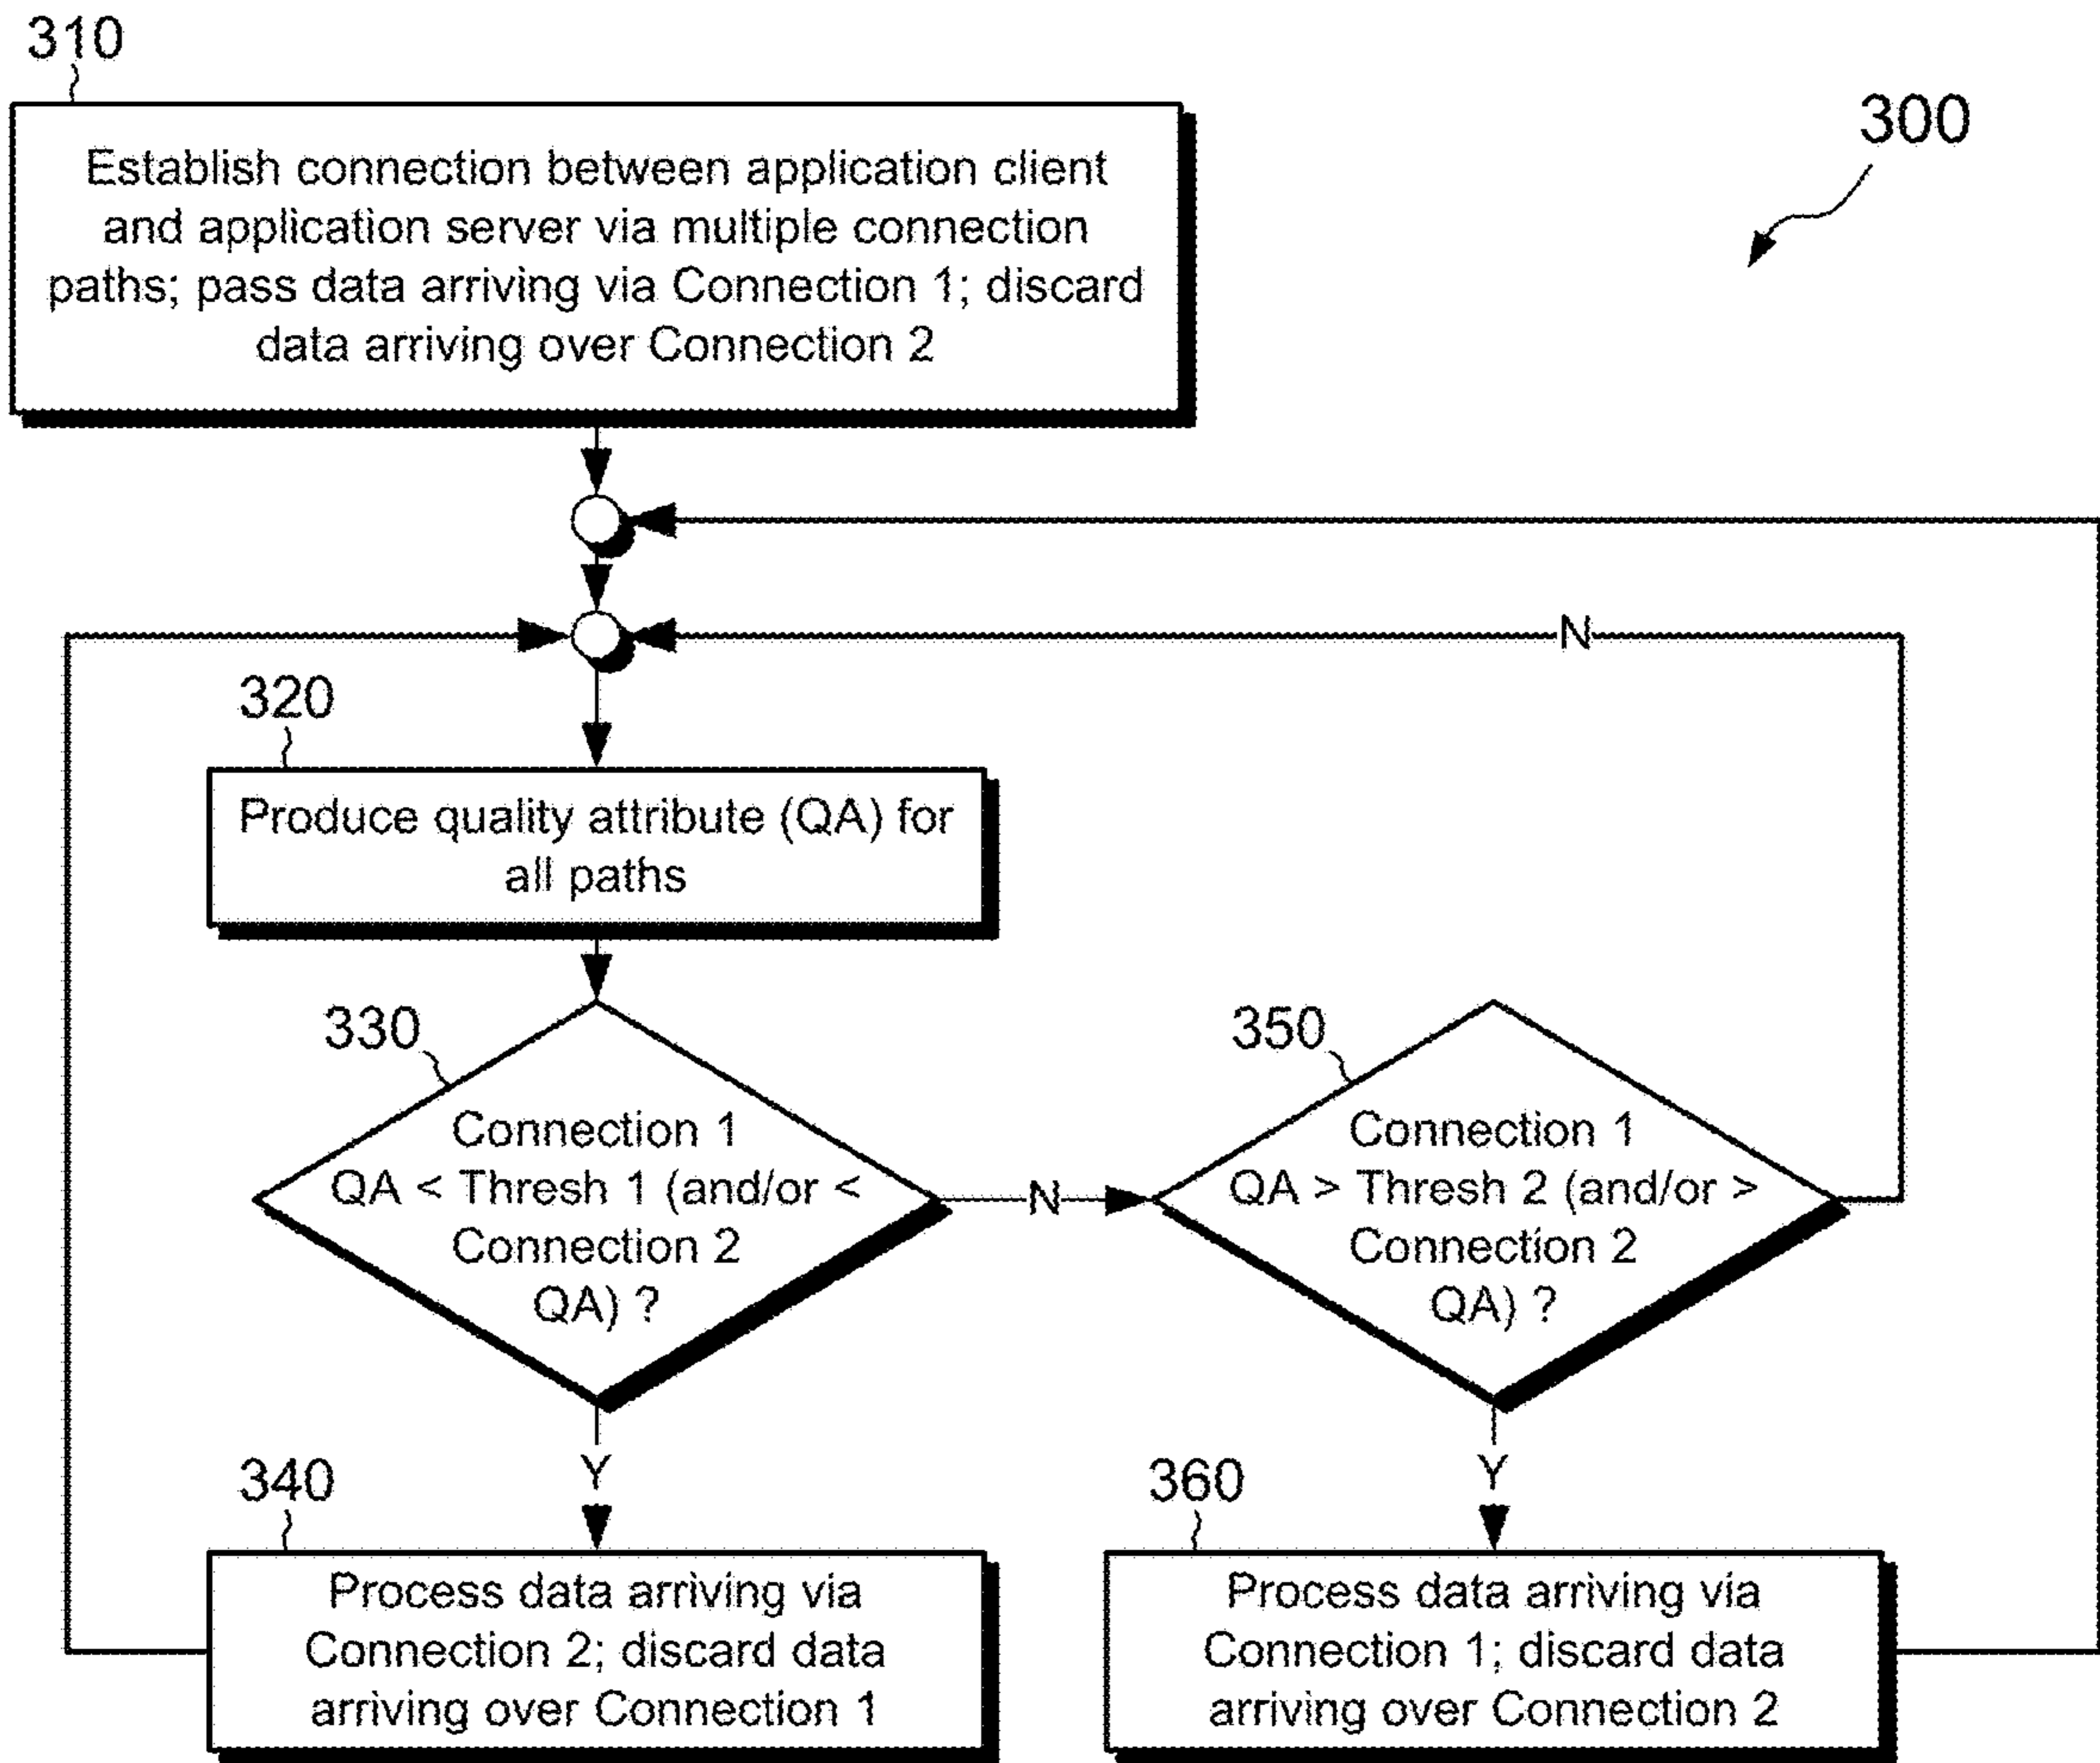 310
Establish connection between application client
and application server via multiple connection
paths; pass data arriving via Connection 1; discard
data arriving over Connection 2
300
N
320
Produce quality attribute (QA) for
all paths
330
Connection 1
QA < Thresh 1 (and/or <
Connection 2
QA) ?
N
350
Connection 1
QA > Thresh 2 (and/or >
Connection 2
QA) ?
Y
Y
340
Process data arriving via
Connection 2; discard data
arriving over Connection 1
360
Process data arriving via
Connection 1; discard data
arriving over Connection 2